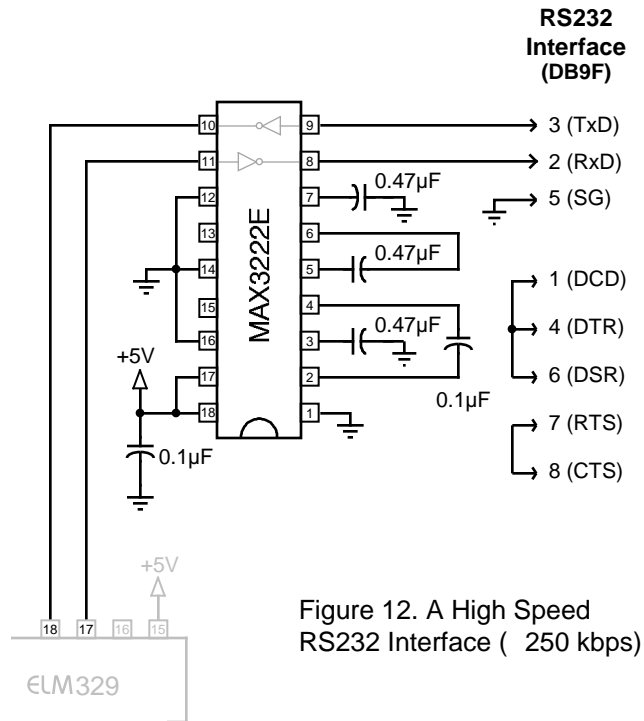 RS232
Interface
(DB9F)
10
9
3 (TxD)
11
8
2 (RxD)
12
7
0.47µF
5 (SG)
13
6
MAX3222E
14
5
0.47µF
1 (DCD)
15
4
4 (DTR)
16
3
0.47µF
+5V
17
2
6 (DSR)
0.1µF
18
1
7 (RTS)
0.1µF
8 (CTS)
+5V
18
17
16
15
ELM329
Figure 12. A High Speed
RS232 Interface ( 250 kbps)